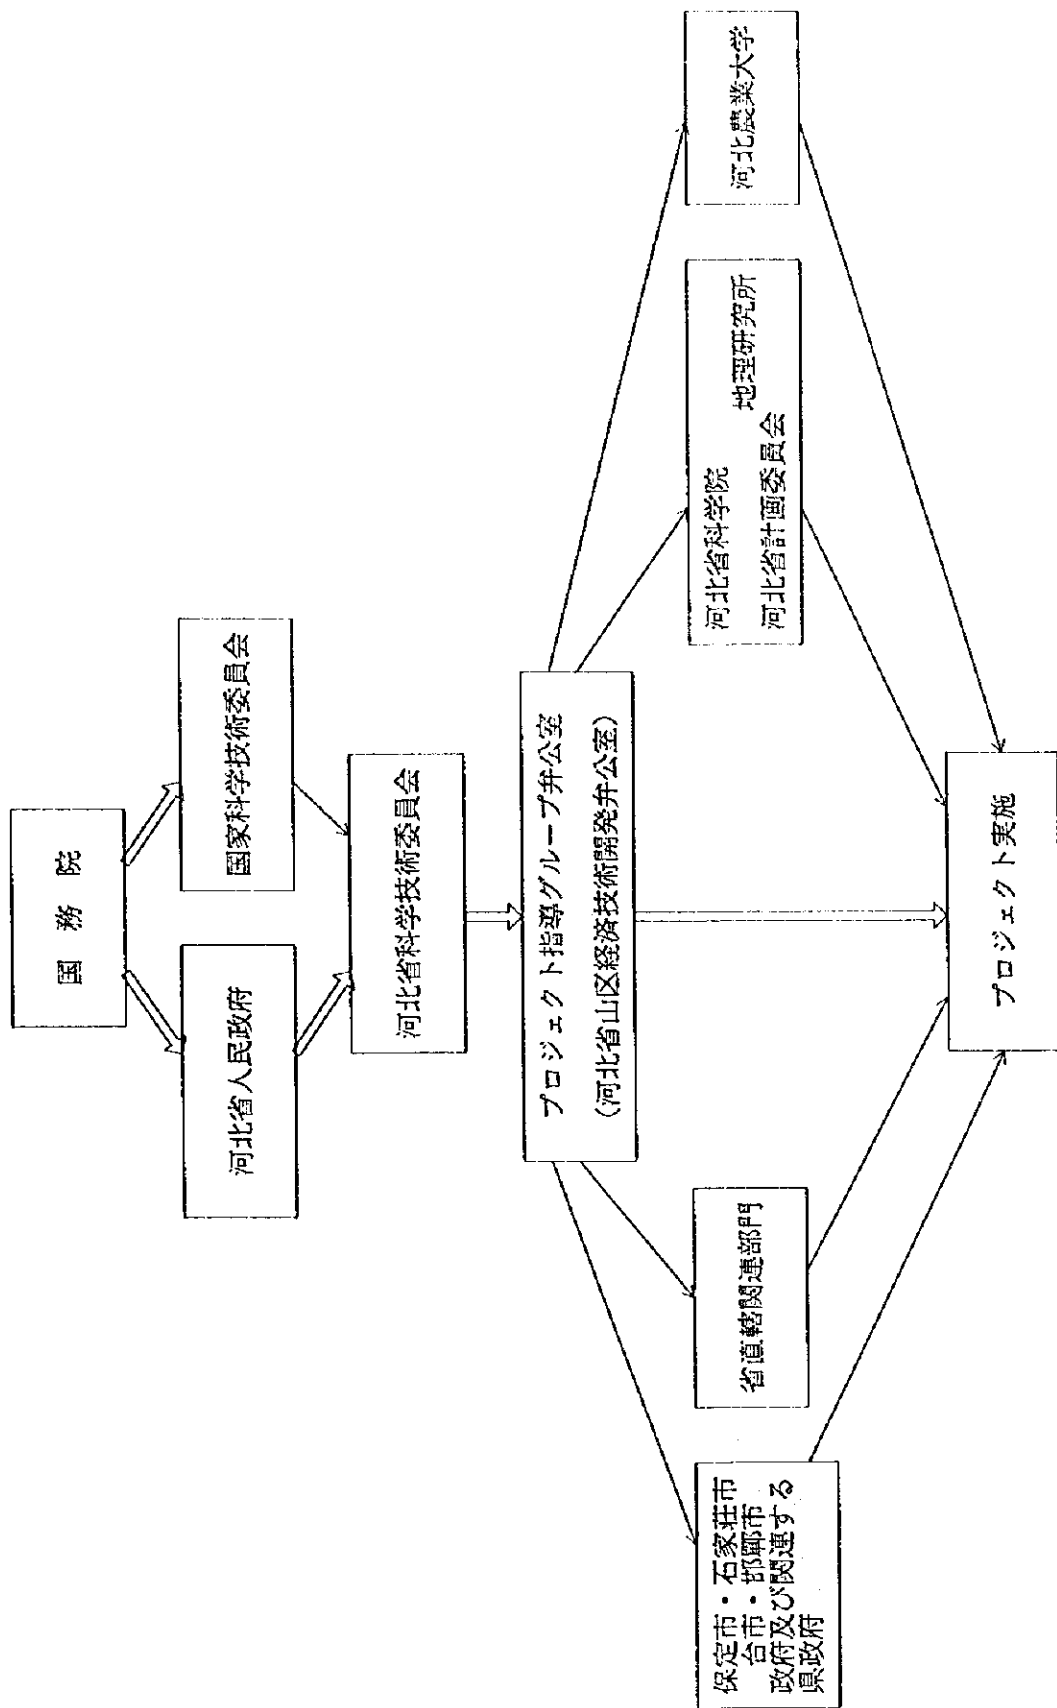 国務院
河北省人民政府
国家科学技術委員会
河北省科学技術委員会
プロジェクト指導グループ弁公室
(河北省山区経済技術開発弁公室)
保定市・石家荘市
台市・邯鄲市
政府及び関連する
県政府
省直轄関連部門
河北省科学院
地理研究所
河北省計画委員会
河北農業大学
プロジェクト実施